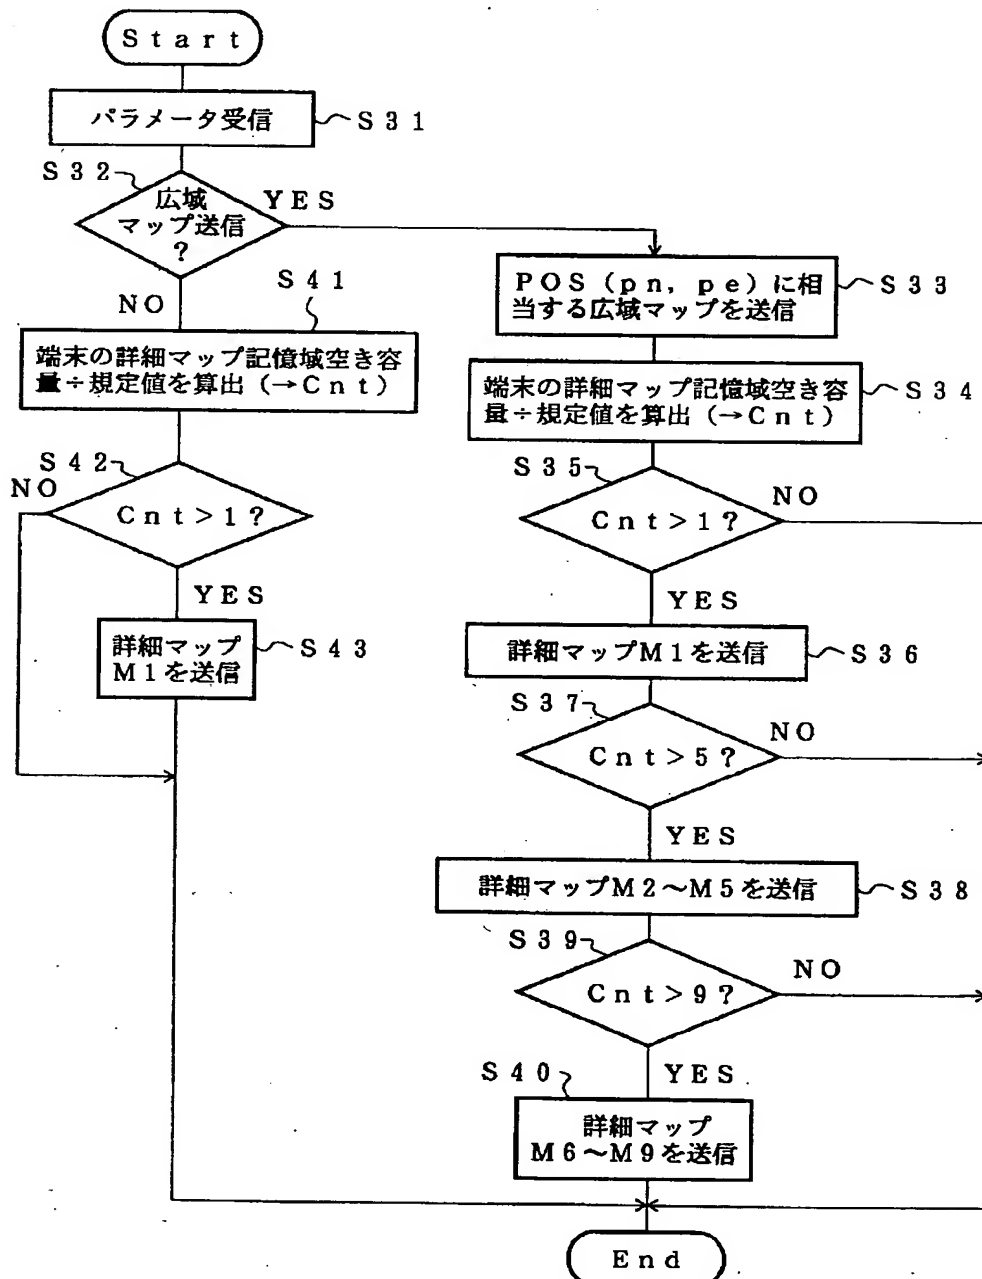 Start
パラメータ受信
S31
S32
広域
マップ送信
?
YES
NO
S41
端末の詳細マップ記憶域空き容
量÷規定値を算出(→Cnt)
S42
NO
Cnt>1?
YES
詳細マップ
M1を送信
S43
POS(pn, pe)に相
当する広域マップを送信
S33
端末の詳細マップ記憶域空き容
量÷規定値を算出(→Cnt)
S34
S35
NO
Cnt>1?
YES
詳細マップM1を送信
S36
S37
NO
Cnt>5?
YES
詳細マップM2~M5を送信
S38
S39
NO
Cnt>9?
YES
S40
詳細マップ
M6~M9を送信
End